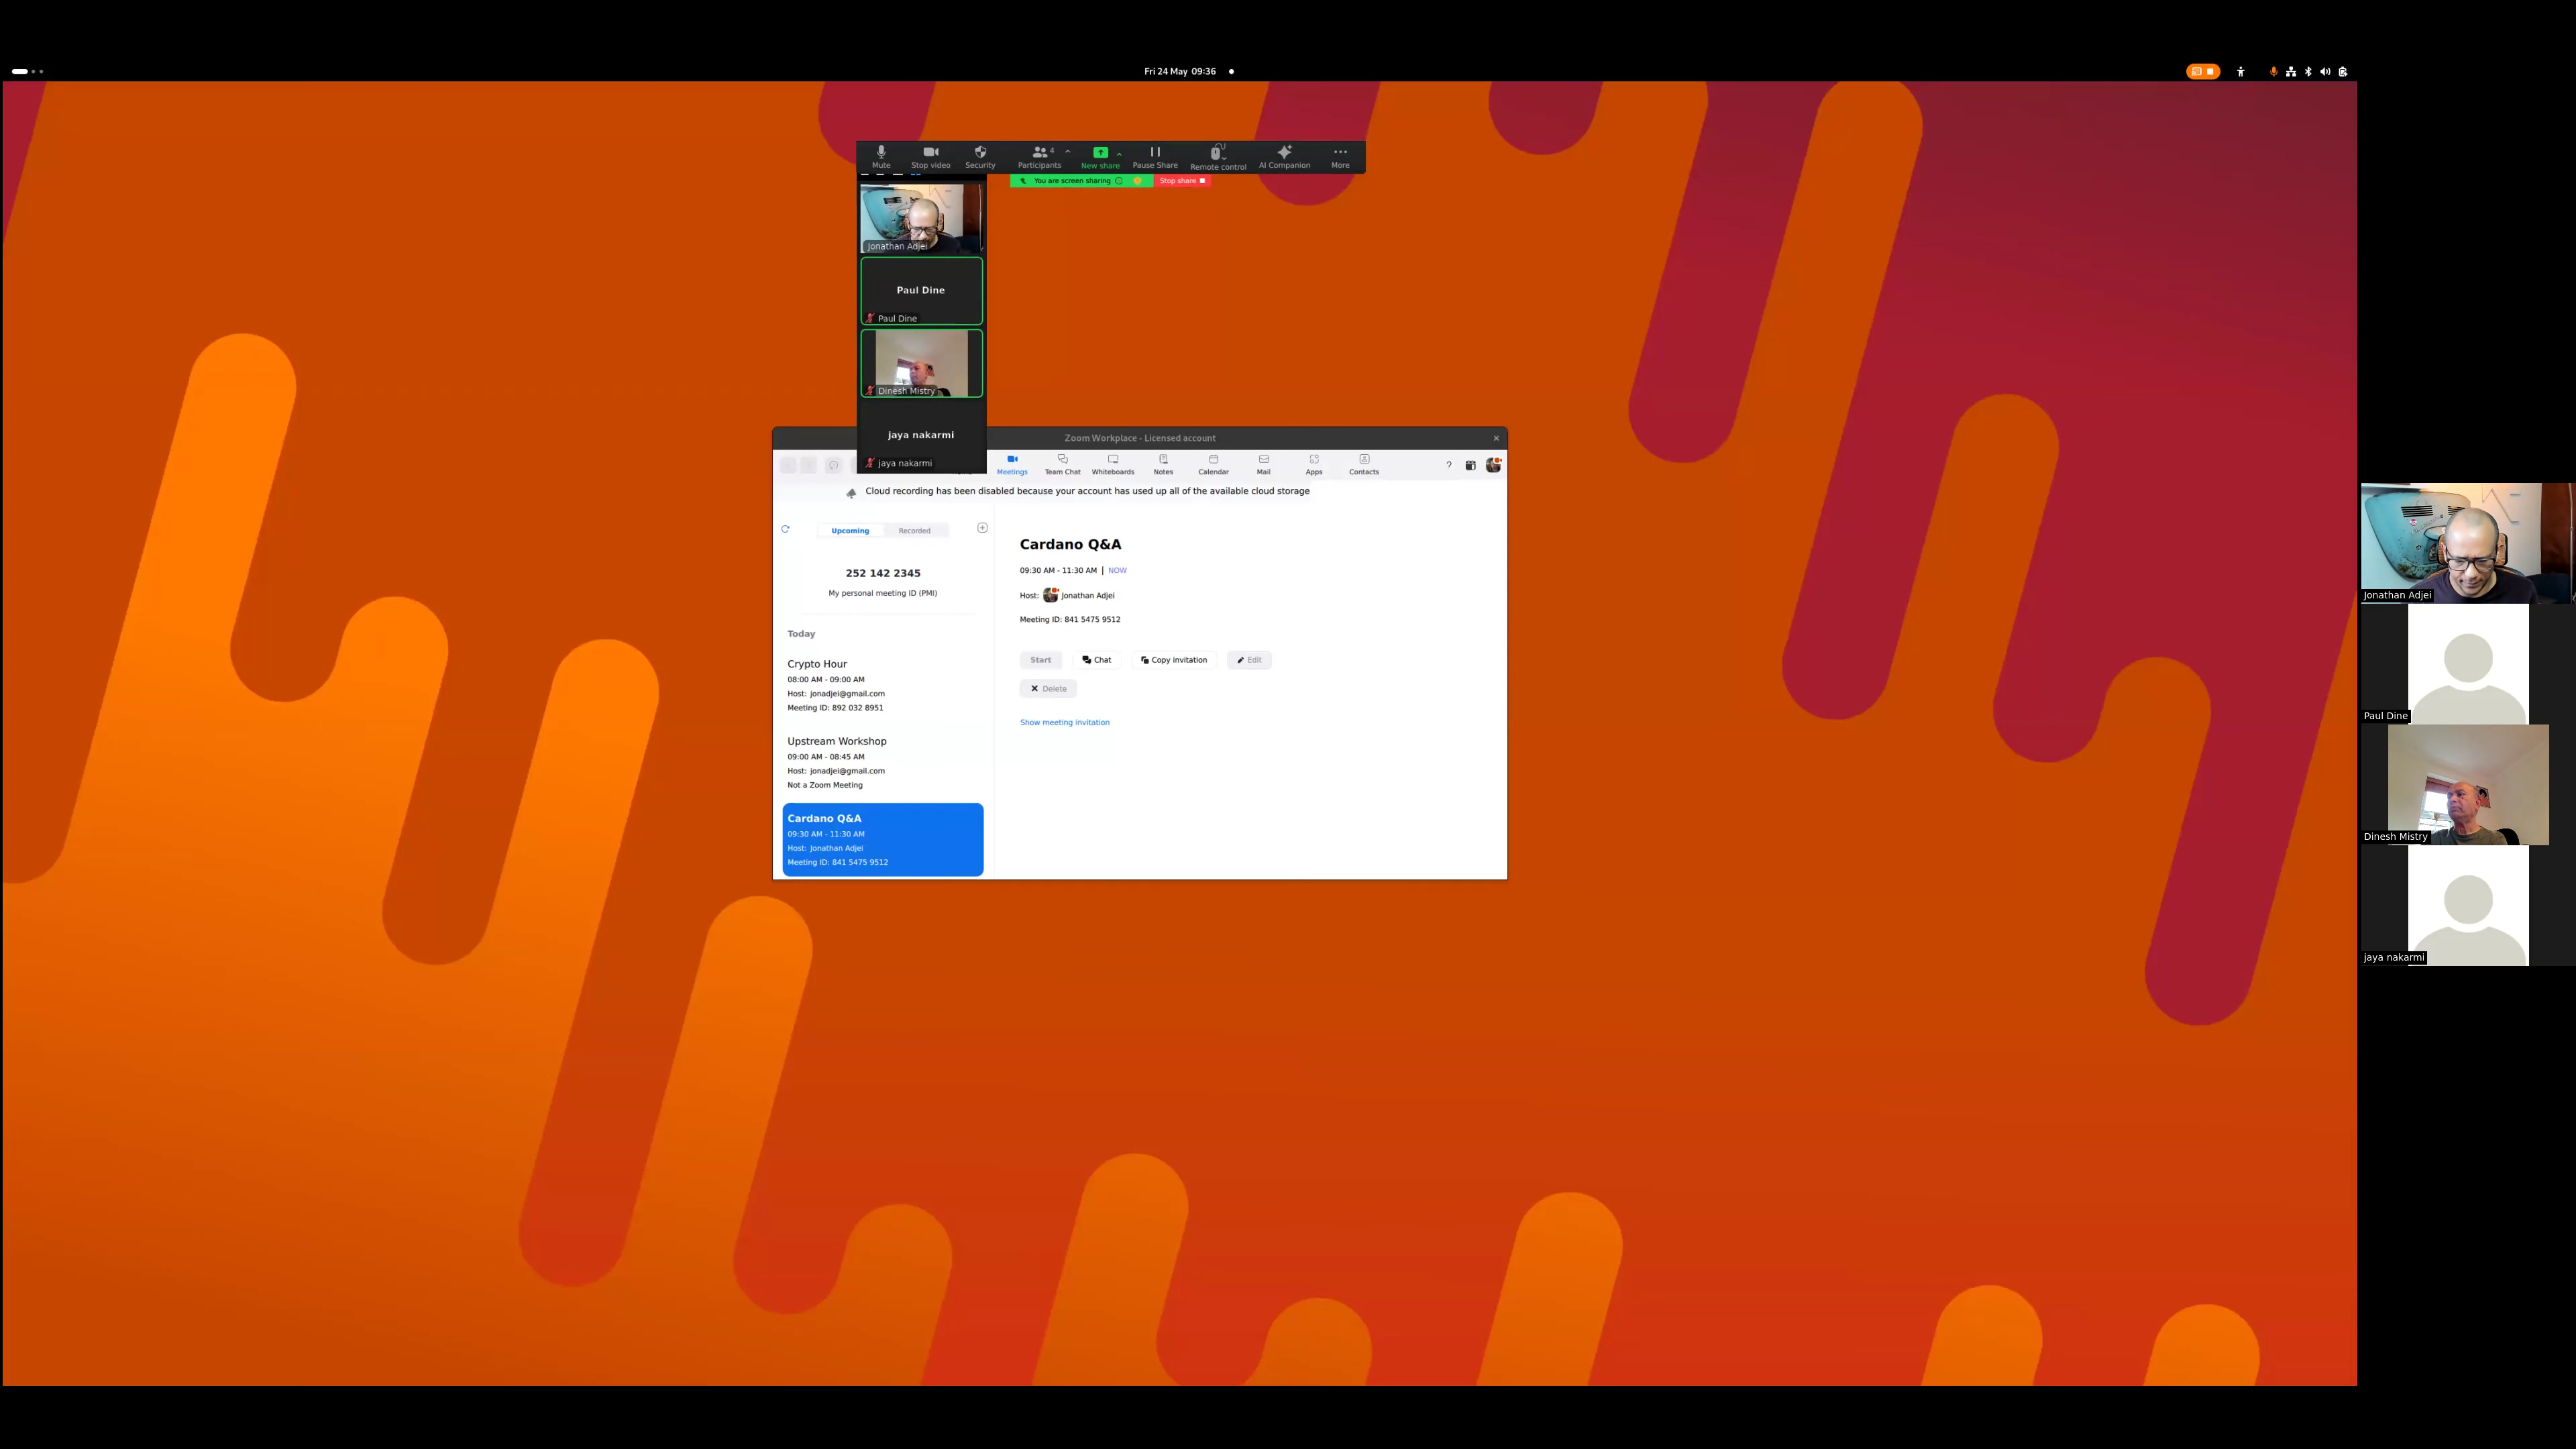 Fri 24 May 09:36
Mute
Stop video
Security
Participants
4
New share
Pause Share
Remote control
AI Companion
More
You are screen sharing
Stop share
Jonathan Adjei
Paul Dine
Paul Dine
Dinesh Mistry
jaya nakarmi
jaya nakarmi
Zoom Workplace - Licensed account
Meetings
Team Chat
Whiteboards
Notes
Calendar
Mail
Apps
Contacts
Cloud recording has been disabled because your account has used up all of the available cloud storage
Upcoming
Recorded
252 142 2345
My personal meeting ID (PMI)
Today
Crypto Hour
08:00 AM - 09:00 AM
Host: jonadjei@gmail.com
Meeting ID: 892 032 8951
Upstream Workshop
09:00 AM - 08:45 AM
Host: jonadjei@gmail.com
Not a Zoom Meeting
Cardano Q&A
09:30 AM - 11:30 AM
Host: Jonathan Adjei
Meeting ID: 841 5475 9512
Cardano Q&A
09:30 AM - 11:30 AM | NOW
Host: Jonathan Adjei
Meeting ID: 841 5475 9512
Start
Chat
Copy invitation
Edit
Delete
Show meeting invitation
Jonathan Adjei
Paul Dine
Dinesh Mistry
jaya nakarmi